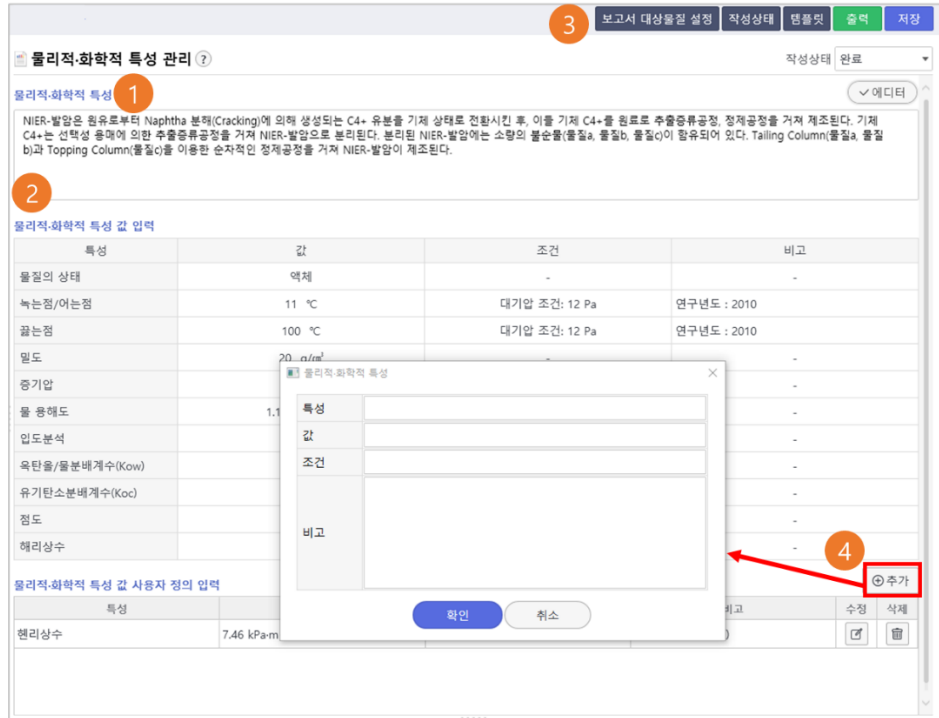 3 보고서 대상물질 설정 작성상태 템플릿 출력 저장
물리적·화학적 특성 관리 ? 작성상태 완료
물리적·화학적 특성 1 에디터
NIER-발암은 원유로부터 Naphtha 분해(Cracking)에 의해 생성되는 C4+ 유분을 기체 상태로 전환시킨 후, 이를 기체 C4+를 원료로 추출증류공정, 정제공정을 거쳐 제조된다. 기체
C4+는 선택성 용매에 의한 추출증류공정을 거쳐 NIER-발암으로 분리된다. 분리된 NIER-발암에는 소량의 불순물(물질a, 물질b, 물질c)이 함유되어 있다. Tailing Column(물질a, 물질
b)과 Topping Column(물질c)을 이용한 순차적인 정제공정을 거쳐 NIER-발암이 제조된다.
2
물리적·화학적 특성 값 입력
특성 값 조건 비고
물질의 상태 액체 - -
녹는점/어는점 11 ℃ 대기압 조건: 12 Pa 연구년도 : 2010
끓는점 100 ℃ 대기압 조건: 12 Pa 연구년도 : 2010
밀도 20 g/㎥ - -
증기압 -
물 용해도 1.1 -
입도분석 -
옥탄올/물분배계수(Kow) -
유기탄소분배계수(Koc) -
점도 -
해리상수 -
물리적·화학적 특성
특성
값
조건
비고
확인 취소
4
물리적·화학적 특성 값 사용자 정의 입력 추가
특성 비고 수정 삭제
헨리상수 7.46 kPa·m )